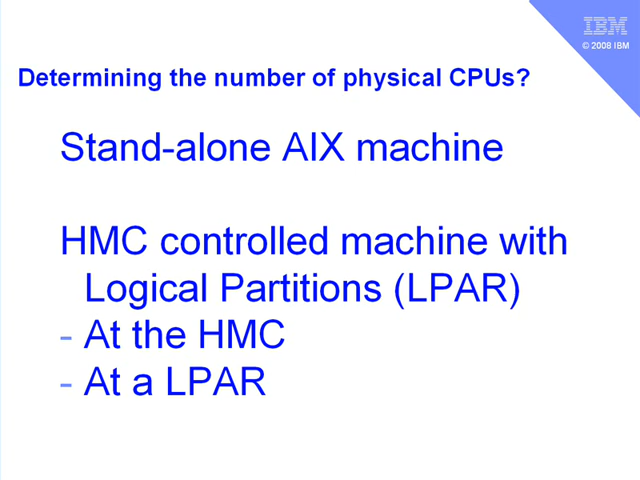 IBM
© 2008 IBM
Determining the number of physical CPUs?
Stand-alone AIX machine
HMC controlled machine with
Logical Partitions (LPAR)
- At the HMC
- At a LPAR